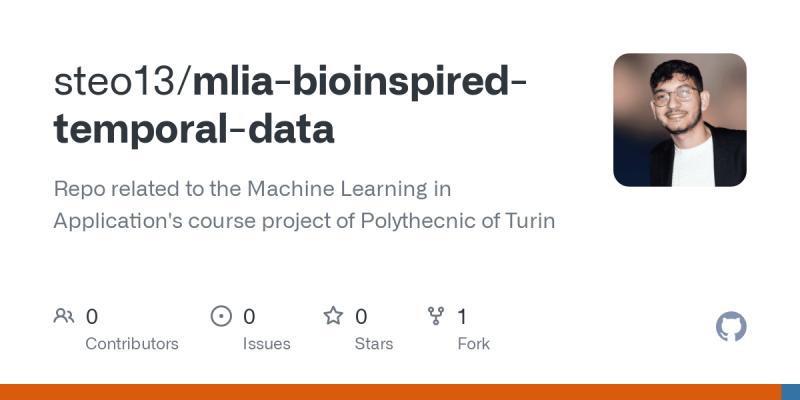 steo13/mlia-bioinspired-
temporal-data
Repo related to the Machine Learning in
Application's course project of Polythecnic of Turin
0
Contributors
0
Issues
0
Stars
1
Fork